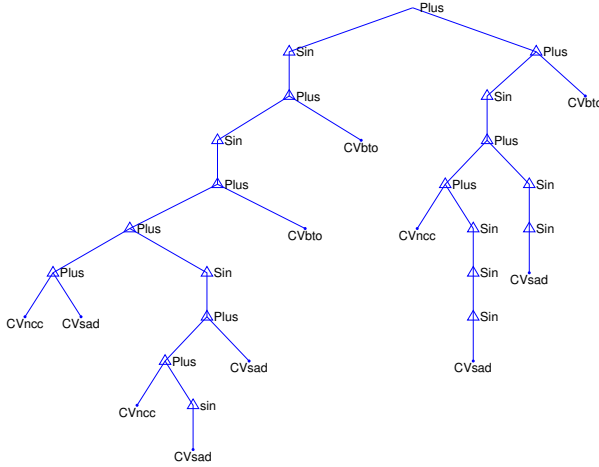 Plus
Sin Plus
Plus Sin CVbto
Sin CVbto Plus
Plus Plus Sin
Plus CVbto CVncc Sin Sin
Plus Sin Sin CVsad
CVncc CVsad Plus Sin
Plus CVsad CVsad
CVncc sin
CVsad